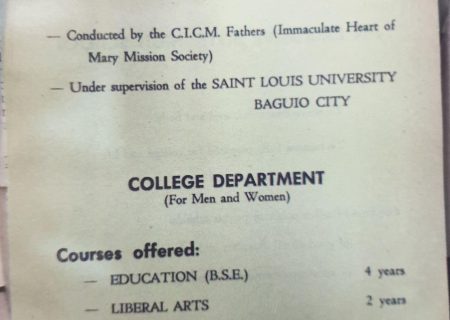 — Conducted by the C.I.C.M. Fathers (Immaculate Heart of
Mary Mission Society)
— Under supervision of the SAINT LOUIS UNIVERSITY
BAGUIO CITY
COLLEGE DEPARTMENT
(For Men and Women)
Courses offered:
— EDUCATION (B.S.E.) 4 years
— LIBERAL ARTS 2 years